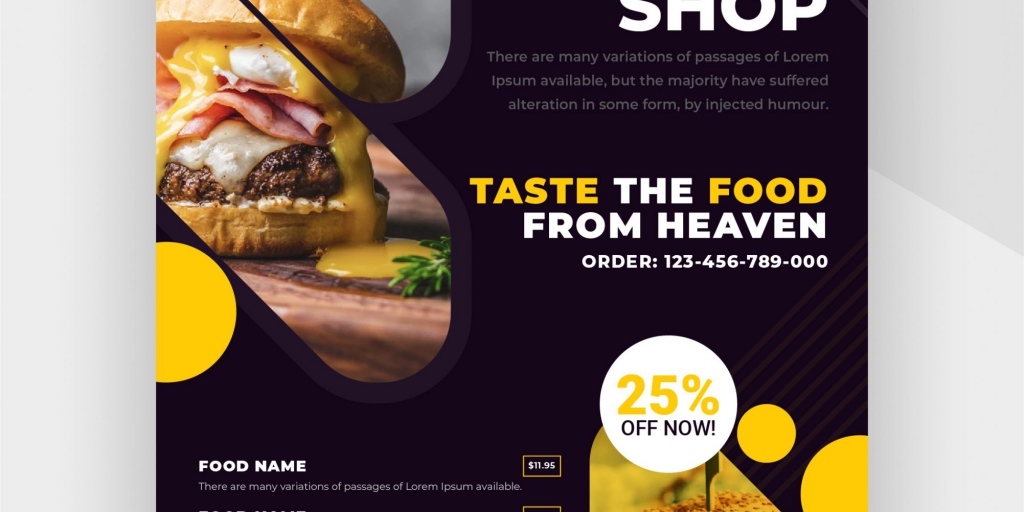 SHOP
There are many variations of passages of Lorem
Ipsum available, but the majority have suffered
alteration in some form, by injected humour.
TASTE THE FOOD
FROM HEAVEN
ORDER: 123-456-789-000
25%
OFF NOW!
FOOD NAME
$11.95
There are many variations of passages of Lorem Ipsum available.